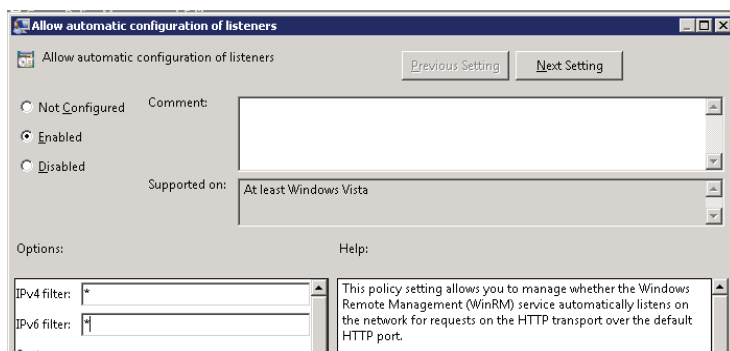 Allow automatic configuration of listeners
Allow automatic configuration of listeners
Previous Setting
Next Setting
Not Configured
Comment:
Enabled
Disabled
Supported on:
At least Windows Vista
Options:
Help:
IPv4 filter: *
IPv6 filter: *
This policy setting allows you to manage whether the Windows
Remote Management (WinRM) service automatically listens on
the network for requests on the HTTP transport over the default
HTTP port.